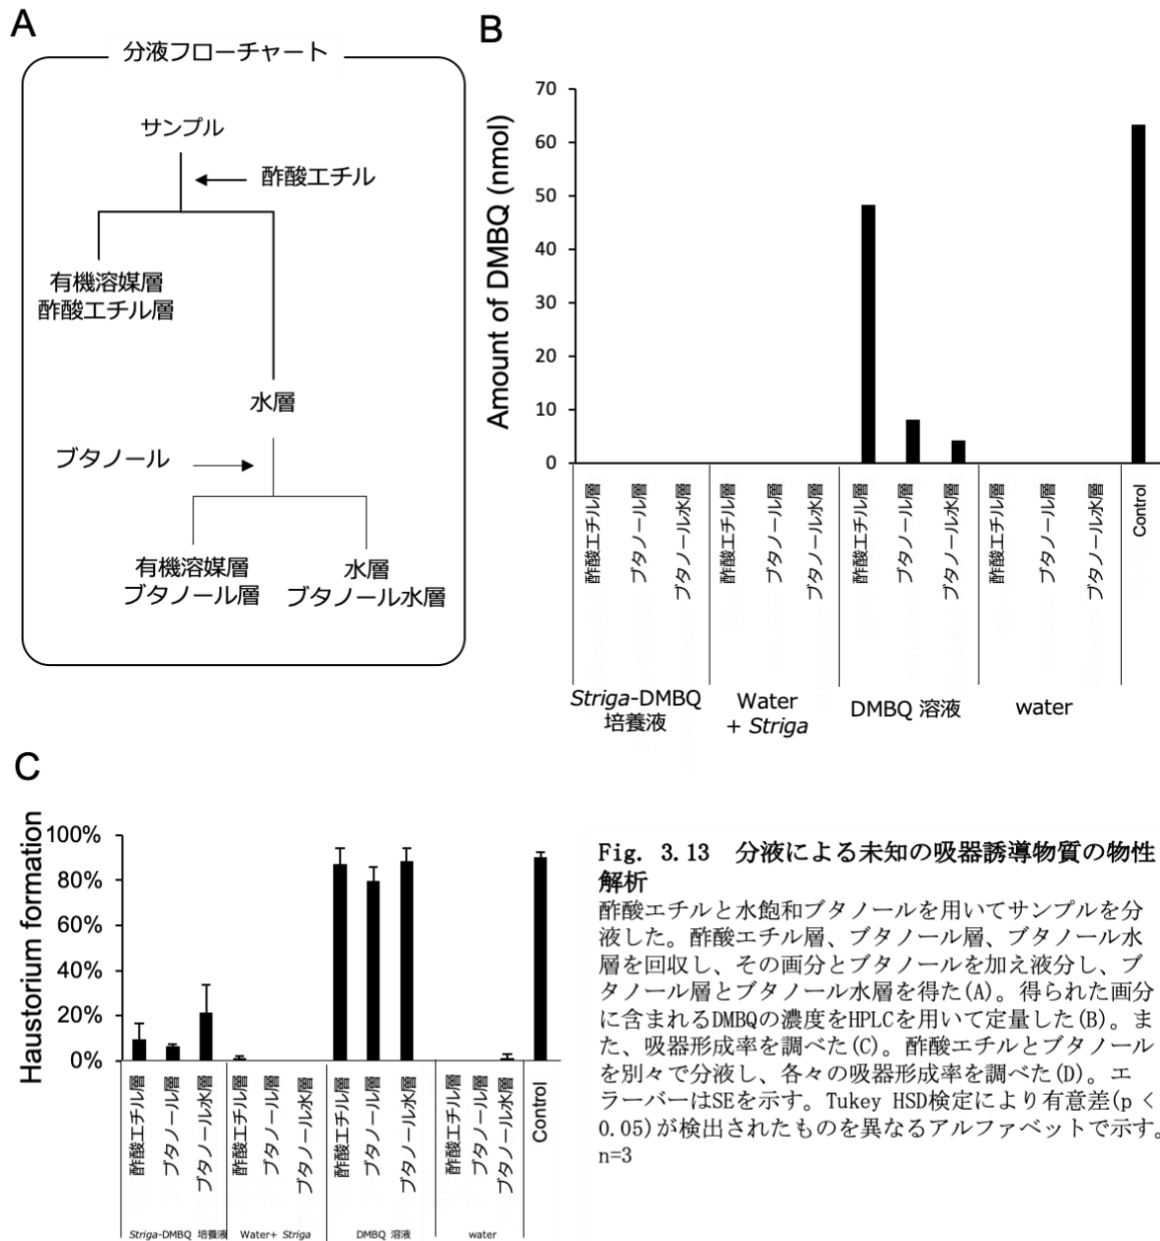 A
分液フローチャート
サンプル
酢酸エチル
有機溶媒層
酢酸エチル層
水層
ブタノール
有機溶媒層
ブタノール層
水層
ブタノール水層
B
Amount of DMBQ (nmol)
70
60
50
40
30
20
10
0
酢酸エチル層
ブタノール層
ブタノール水層
酢酸エチル層
ブタノール層
ブタノール水層
酢酸エチル層
ブタノール層
ブタノール水層
酢酸エチル層
ブタノール層
ブタノール水層
Control
Striga-DMBQ
培養液
Water
+ Striga
DMBQ 溶液
water
C
Haustorium formation
100%
80%
60%
40%
20%
0%
酢酸エチル層
ブタノール層
ブタノール水層
酢酸エチル層
ブタノール層
ブタノール水層
酢酸エチル層
ブタノール層
ブタノール水層
酢酸エチル層
ブタノール層
ブタノール水層
Control
Striga-DMBQ 培養液
Water+ Striga
DMBQ 溶液
water
Fig. 3.13 分液による未知の吸器誘導物質の物性
解析
酢酸エチルと水飽和ブタノールを用いてサンプルを分
液した。酢酸エチル層、ブタノール層、ブタノール水
層を回収し、その画分とブタノールを加え液分し、ブ
タノール層とブタノール水層を得た(A)。得られた画分
に含まれるDMBQの濃度をHPLCを用いて定量した(B)。ま
た、吸器形成率を調べた(C)。酢酸エチルとブタノール
を別々で分液し、各々の吸器形成率を調べた(D)。エ
ラーバーはSEを示す。Tukey HSD検定により有意差(p <
0.05)が検出されたものを異なるアルファベットで示す。
n=3